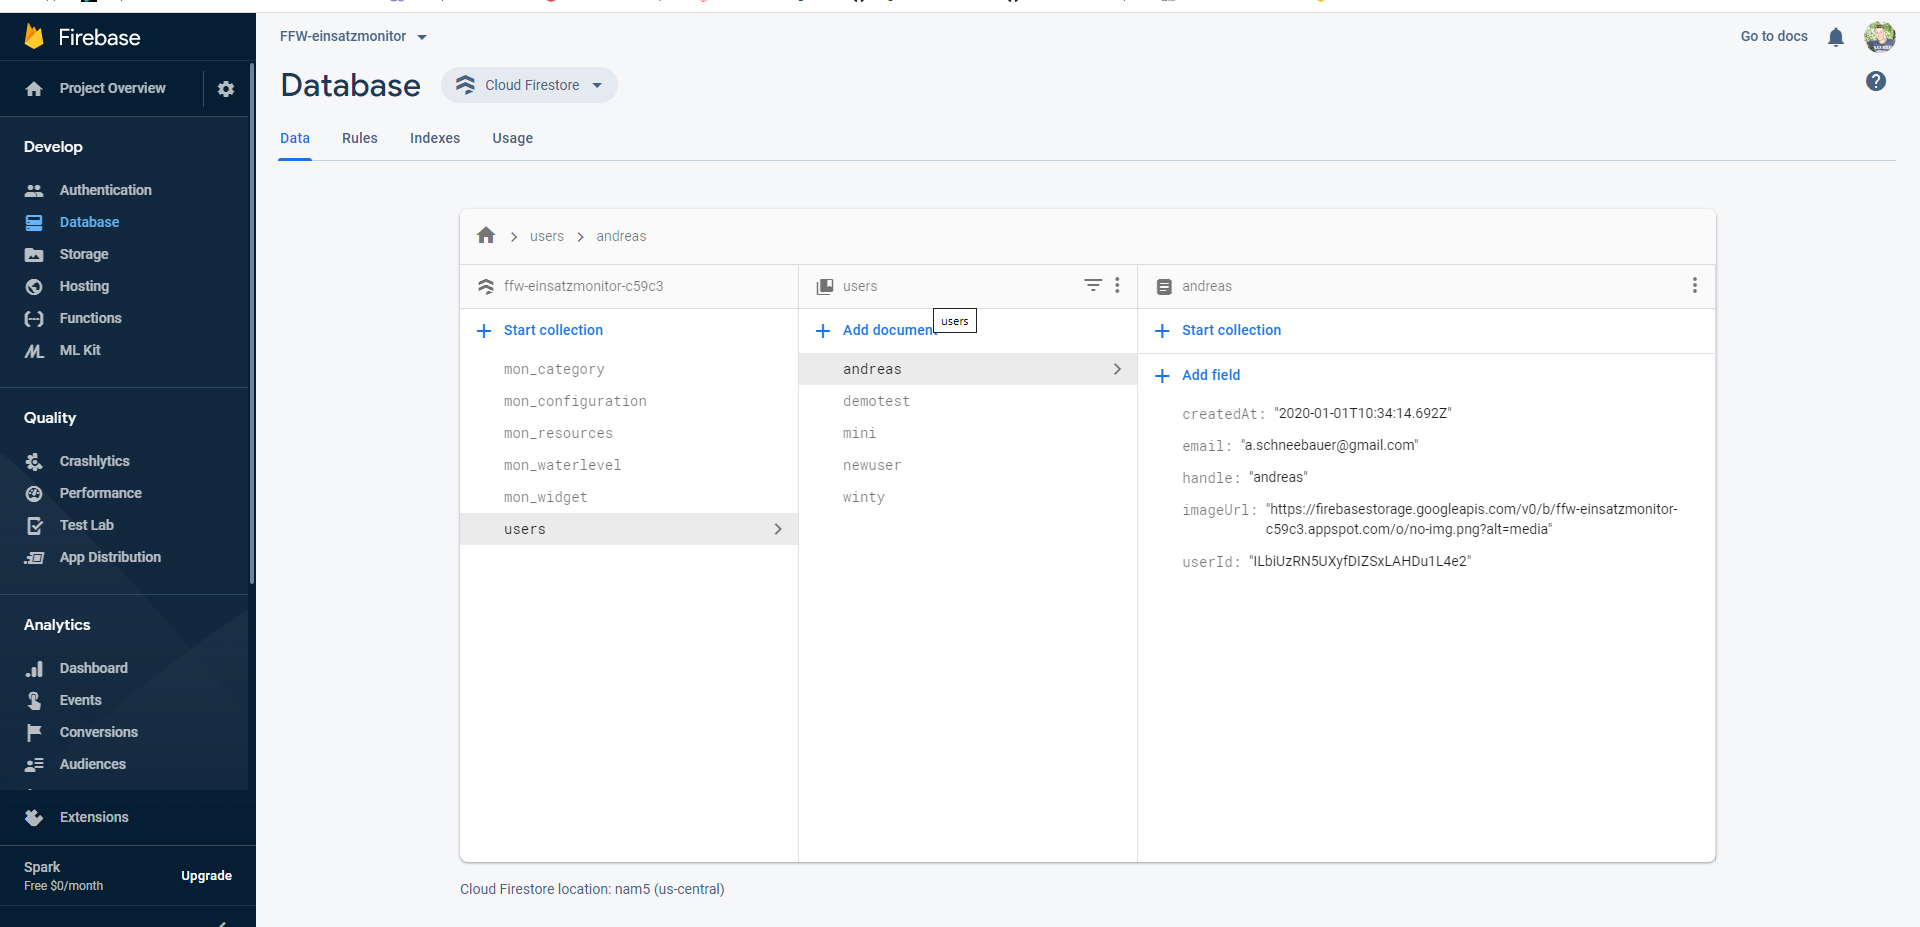 Firebase
Project Overview
Develop
Authentication
Database
Storage
Hosting
Functions
ML Kit
Quality
Crashlytics
Performance
Test Lab
App Distribution
Analytics
Dashboard
Events
Conversions
Audiences
Extensions
Spark
Free $0/month
Upgrade
FFW-einsatzmonitor
Go to docs
Database
Cloud Firestore
Data Rules Indexes Usage
users andreas
ffw-einsatzmonitor-c59c3
Start collection
mon_category
mon_configuration
mon_resources
mon_waterlevel
mon_widget
users
users
Add document
users
andreas
demotest
mini
newuser
winty
andreas
Start collection
Add field
createdAt: "2020-01-01T10:34:14.692Z"
email: "a.schneebauer@gmail.com"
handle: "andreas"
imageUrl: "https://firebasestorage.googleapis.com/v0/b/ffw-einsatzmonitor-
c59c3.appspot.com/o/no-img.png?alt=media"
userId: "ILbiUzRN5UXyfDIZSxLAHDu1L4e2"
Cloud Firestore location: nam5 (us-central)